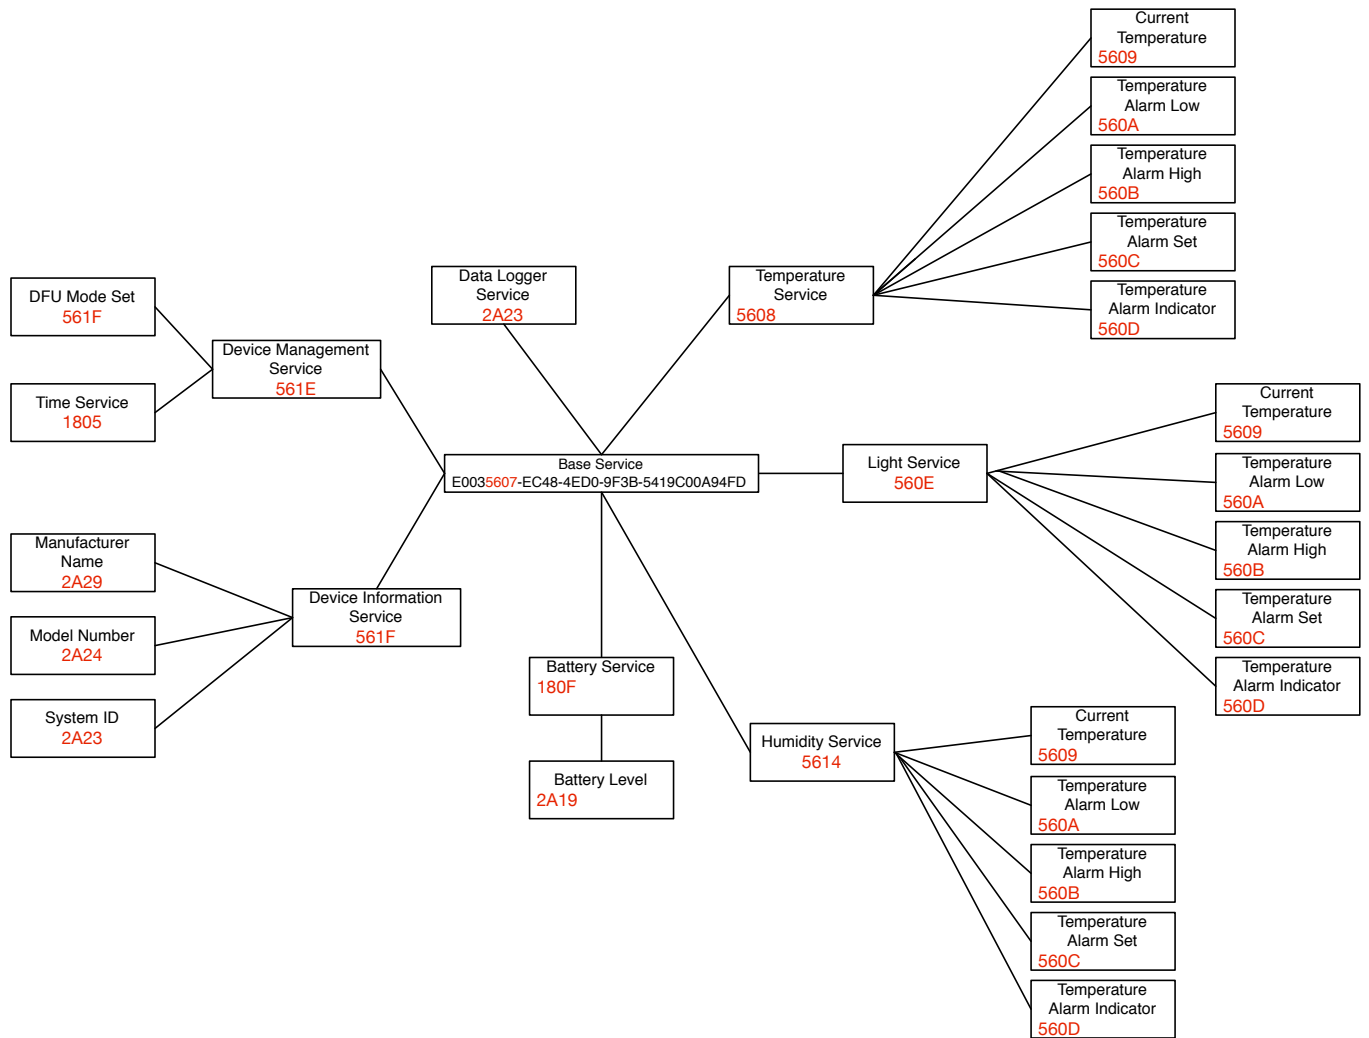 Current
Temperature
5609
Temperature
Alarm Low
560A
Temperature
Alarm High
560B
Temperature
Alarm Set
560C
Temperature
Alarm Indicator
560D
Temperature
Service
5608
Data Logger
Service
2A23
DFU Mode Set
561F
Device Management
Service
561E
Time Service
1805
Base Service
E0035607-EC48-4ED0-9F3B-5419C00A94FD
Light Service
560E
Current
Temperature
5609
Temperature
Alarm Low
560A
Temperature
Alarm High
560B
Temperature
Alarm Set
560C
Temperature
Alarm Indicator
560D
Manufacturer
Name
2A29
Model Number
2A24
System ID
2A23
Device Information
Service
561F
Battery Service
180F
Battery Level
2A19
Humidity Service
5614
Current
Temperature
5609
Temperature
Alarm Low
560A
Temperature
Alarm High
560B
Temperature
Alarm Set
560C
Temperature
Alarm Indicator
560D